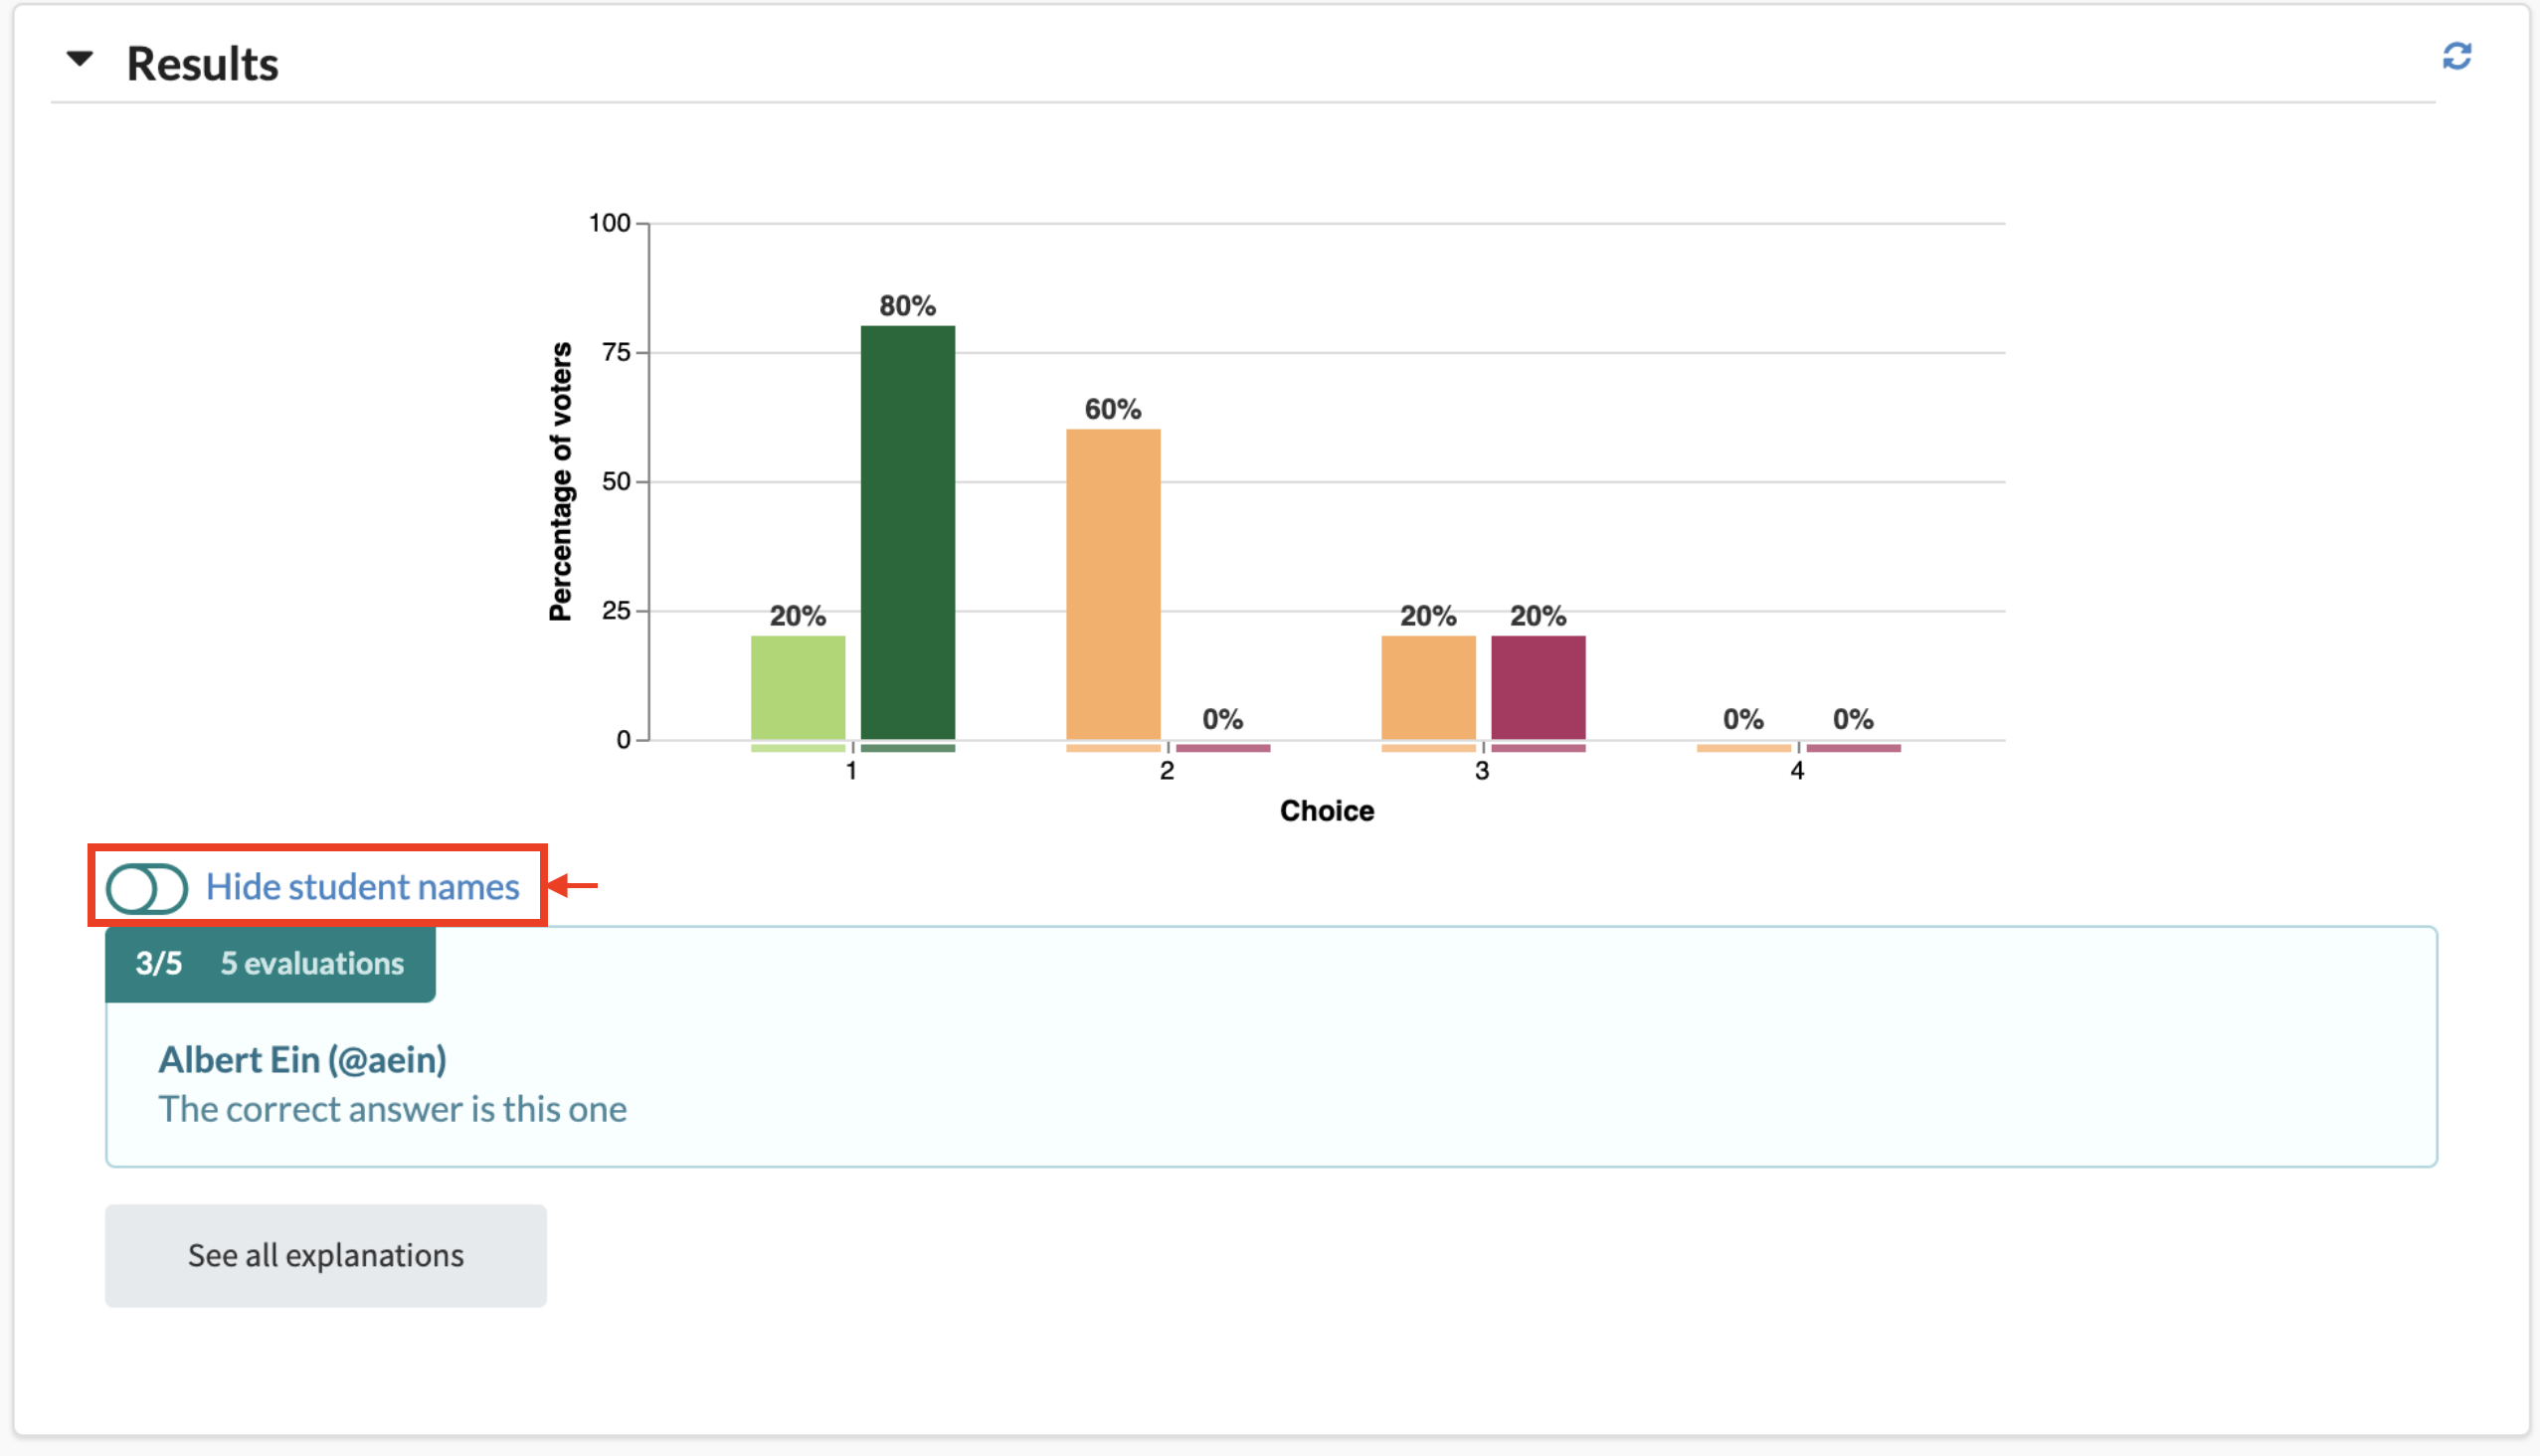 Results
100
75
50
25
0
Percentage of voters
20%
80%
60%
0%
20%
20%
0%
0%
1
2
3
4
Choice
Hide student names
3/5 5 evaluations
Albert Ein (@aein)
The correct answer is this one
See all explanations